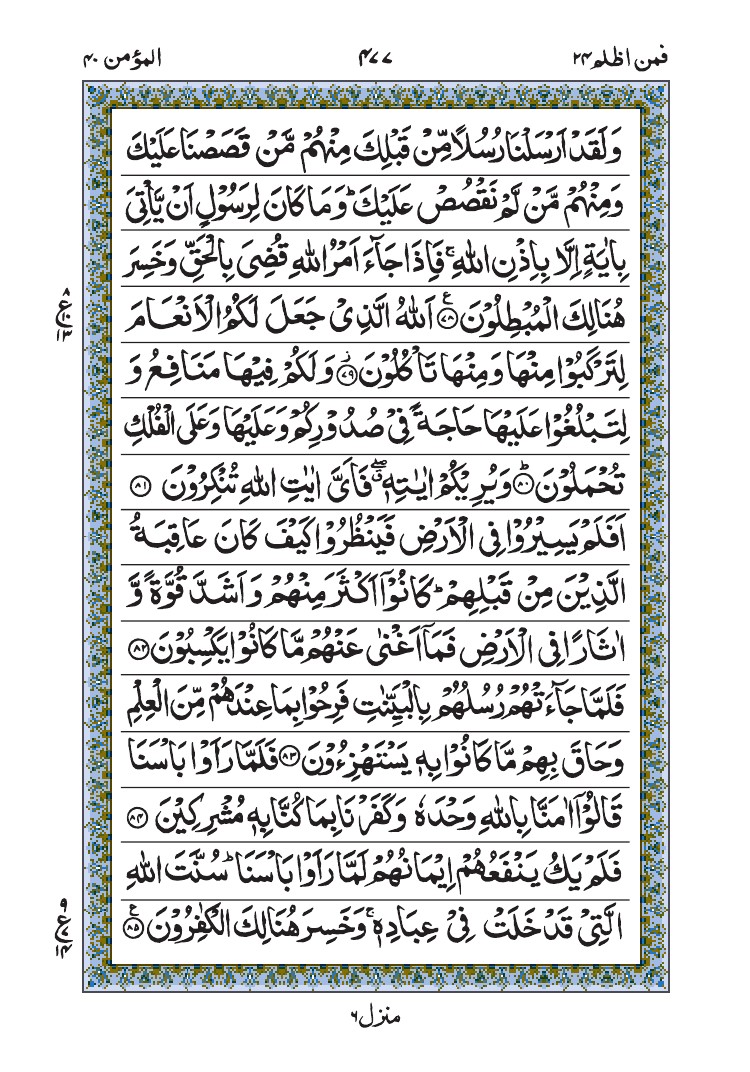 فمن اظلم ۲۴
۴۷۷
المؤمن ۴۰
وَلَقَدْ اَرْسَلْنَا رُسُلًا مِّنْ قَبْلِكَ مِنْهُمْ مَّنْ قَصَصْنَا عَلَيْكَ
وَمِنْهُمْ مَّنْ لَّمْ نَقْصُصْ عَلَيْكَ ؕ وَمَا كَانَ لِرَسُوْلٍ اَنْ يَّاْتِيَ
بِاٰيَةٍ اِلَّا بِاِذْنِ اللّٰهِ ۚ فَاِذَا جَآءَ اَمْرُ اللّٰهِ قُضِيَ بِالْحَقِّ وَخَسِرَ
هُنَالِكَ الْمُبْطِلُوْنَ ﴿۷۸﴾ اَللّٰهُ الَّذِيْ جَعَلَ لَكُمُ الْاَنْعَامَ
لِتَرْكَبُوْا مِنْهَا وَمِنْهَا تَاْكُلُوْنَ ﴿۷۹﴾ وَلَكُمْ فِيْهَا مَنَافِعُ وَ
لِتَبْلُغُوْا عَلَيْهَا حَاجَةً فِيْ صُدُوْرِكُمْ وَعَلَيْهَا وَعَلَى الْفُلْكِ
تُحْمَلُوْنَ ﴿۸۰﴾ وَيُرِيْكُمْ اٰيٰتِهٖ ۖ فَاَيَّ اٰيٰتِ اللّٰهِ تُنْكِرُوْنَ ﴿۸۱﴾
اَفَلَمْ يَسِيْرُوْا فِي الْاَرْضِ فَيَنْظُرُوْا كَيْفَ كَانَ عَاقِبَةُ
الَّذِيْنَ مِنْ قَبْلِهِمْ ؕ كَانُوْۤا اَكْثَرَ مِنْهُمْ وَاَشَدَّ قُوَّةً وَّ
اٰثَارًا فِي الْاَرْضِ فَمَاۤ اَغْنٰى عَنْهُمْ مَّا كَانُوْا يَكْسِبُوْنَ ﴿۸۲﴾
فَلَمَّا جَآءَتْهُمْ رُسُلُهُمْ بِالْبَيِّنٰتِ فَرِحُوْا بِمَا عِنْدَهُمْ مِّنَ الْعِلْمِ
وَحَاقَ بِهِمْ مَّا كَانُوْا بِهٖ يَسْتَهْزِءُوْنَ ﴿۸۳﴾ فَلَمَّا رَاَوْا بَاْسَنَا
قَالُوْۤا اٰمَنَّا بِاللّٰهِ وَحْدَهٗ وَكَفَرْنَا بِمَا كُنَّا بِهٖ مُشْرِكِيْنَ ﴿۸۴﴾
فَلَمْ يَكُ يَنْفَعُهُمْ اِيْمَانُهُمْ لَمَّا رَاَوْا بَاْسَنَا ؕ سُنَّتَ اللّٰهِ
الَّتِيْ قَدْ خَلَتْ فِيْ عِبَادِهٖ ۚ وَخَسِرَ هُنَالِكَ الْكٰفِرُوْنَ ﴿۸۵﴾
۸
ع
۱۳
۹
ع
۱۴
منزل ۶